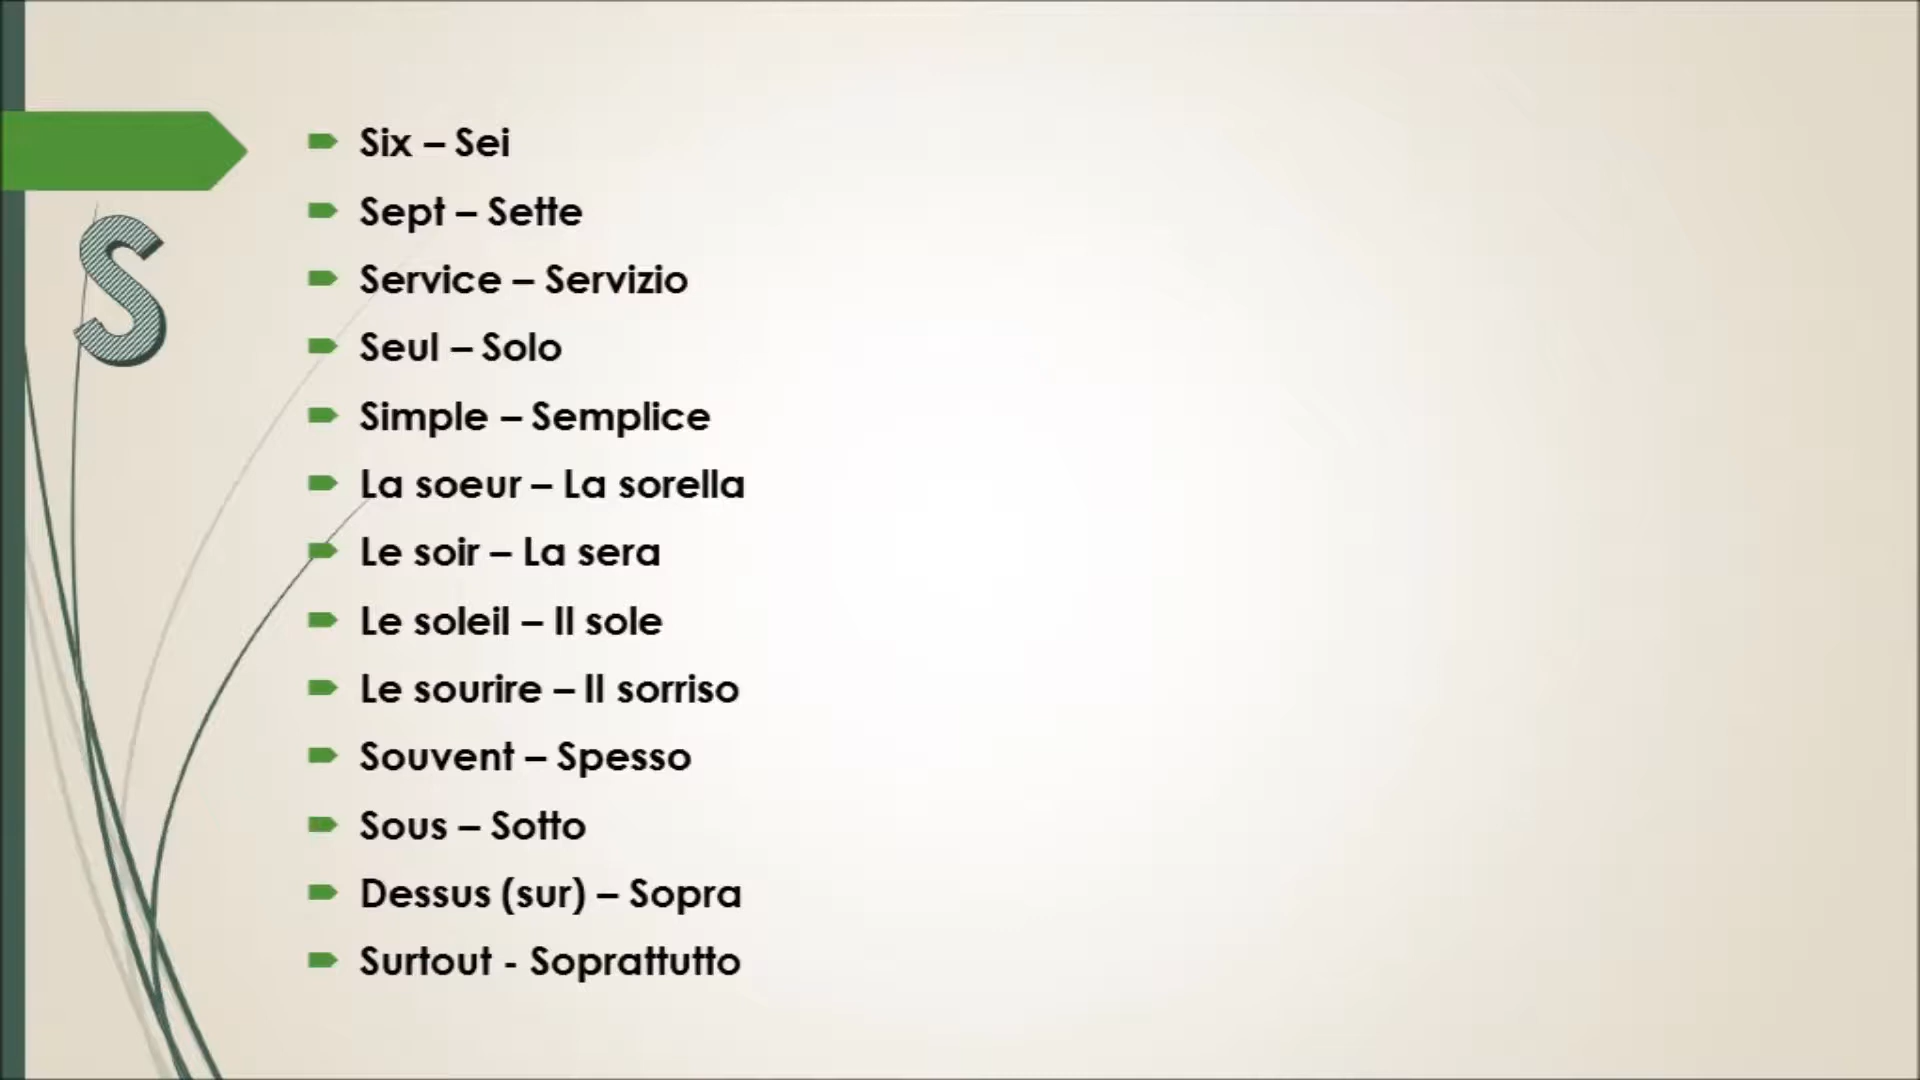 S
Six – Sei
Sept – Sette
Service – Servizio
Seul – Solo
Simple – Semplice
La soeur – La sorella
Le soir – La sera
Le soleil – Il sole
Le sourire – Il sorriso
Souvent – Spesso
Sous – Sotto
Dessus (sur) – Sopra
Surtout - Soprattutto